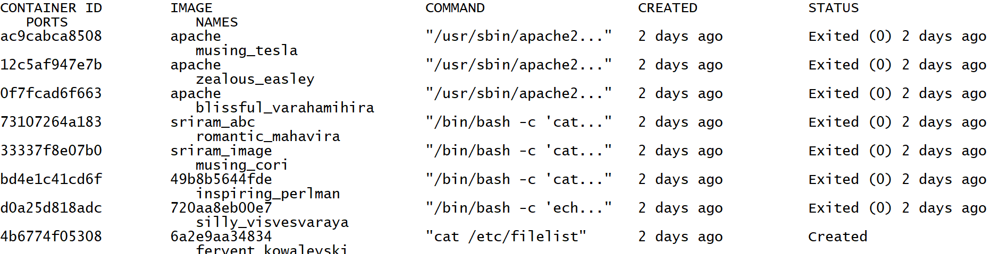 CONTAINER ID IMAGE COMMAND CREATED STATUS
PORTS NAMES
ac9cabca8508 apache "/usr/sbin/apache2..." 2 days ago Exited (0) 2 days ago
musing_tesla
12c5af947e7b apache "/usr/sbin/apache2..." 2 days ago Exited (0) 2 days ago
zealous_easley
0f7fcad6f663 apache "/usr/sbin/apache2..." 2 days ago Exited (0) 2 days ago
blissful_varahamihira
73107264a183 sriram_abc "/bin/bash -c 'cat..." 2 days ago Exited (0) 2 days ago
romantic_mahavira
33337f8e07b0 sriram_image "/bin/bash -c 'cat..." 2 days ago Exited (0) 2 days ago
musing_cori
bd4e1c41cd6f 49b8b5644fde "/bin/bash -c 'cat..." 2 days ago Exited (0) 2 days ago
inspiring_perlman
d0a25d818adc 720aa8eb00e7 "/bin/bash -c 'ech..." 2 days ago Exited (0) 2 days ago
silly_visvesvaraya
4b6774f05308 6a2e9aa34834 "cat /etc/filelist" 2 days ago Created
fervent_kowalevski